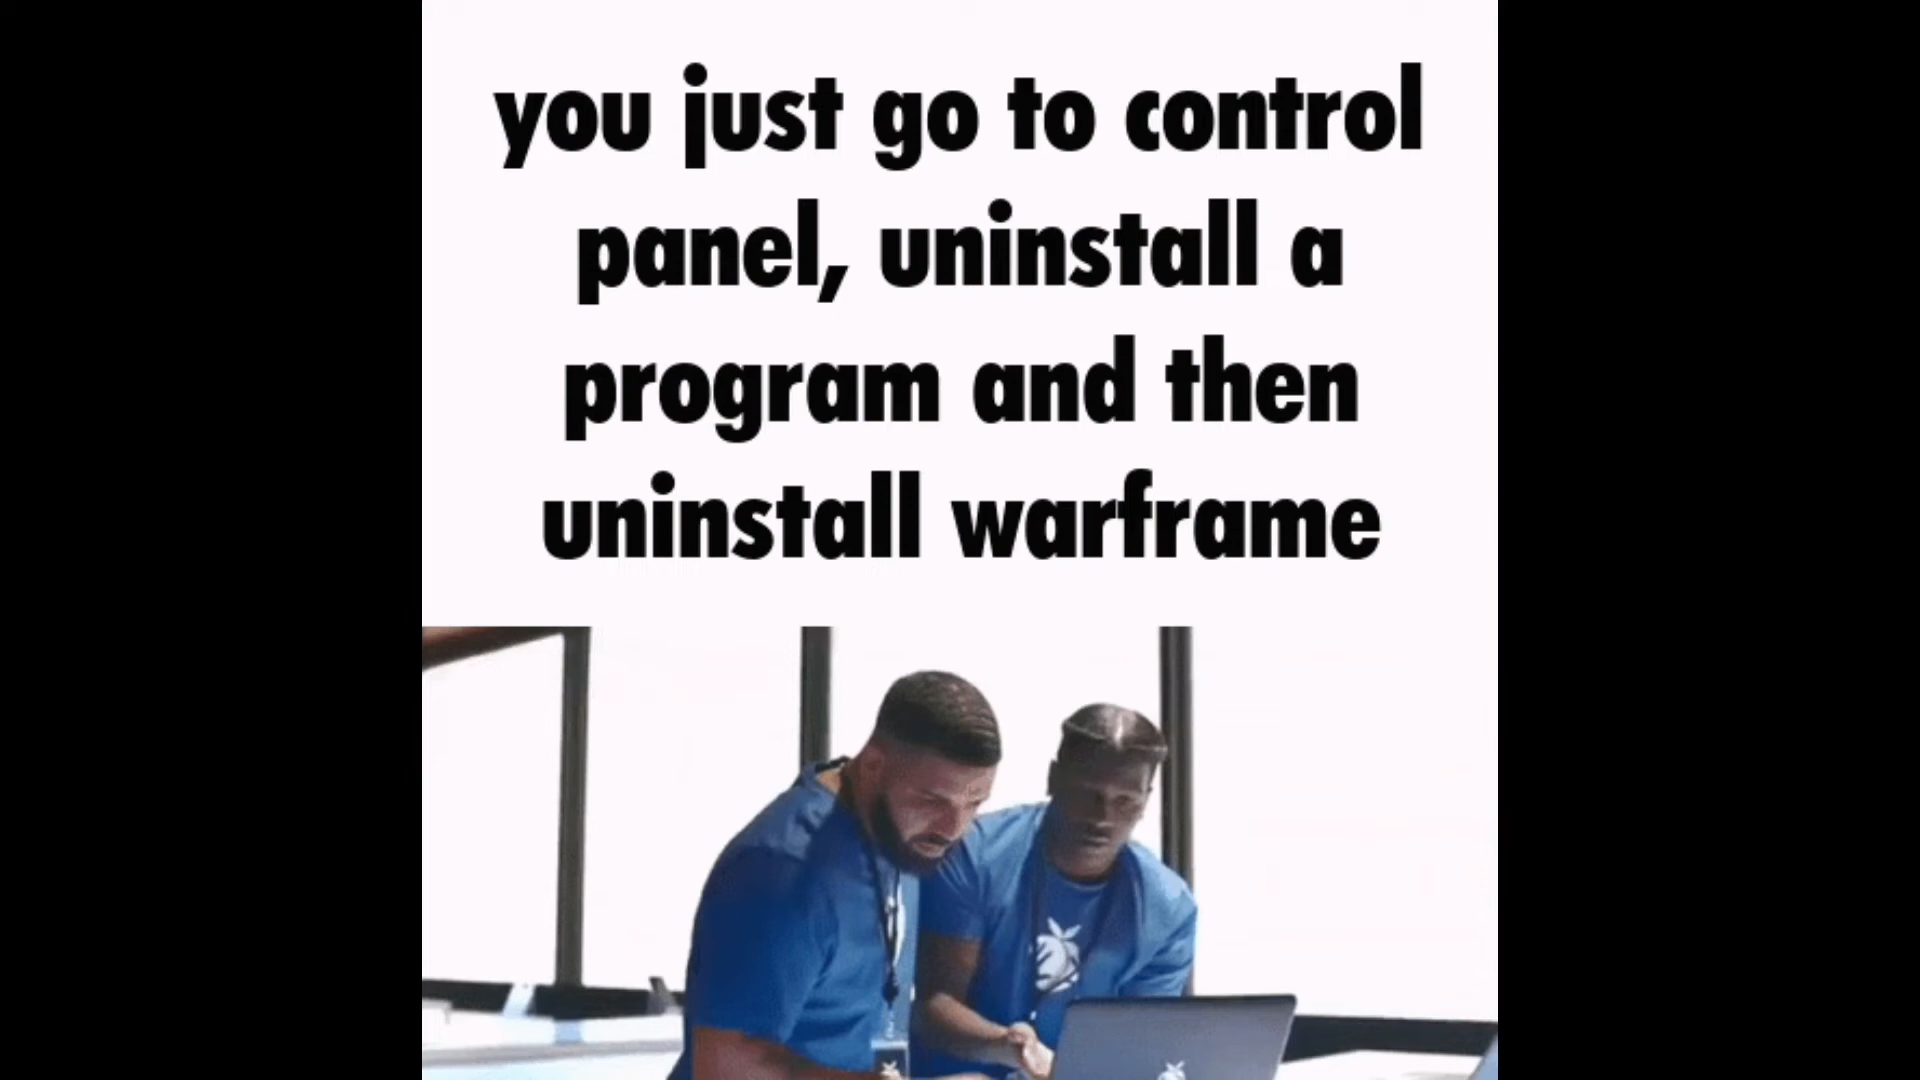 you just go to control
panel, uninstall a
program and then
uninstall warframe